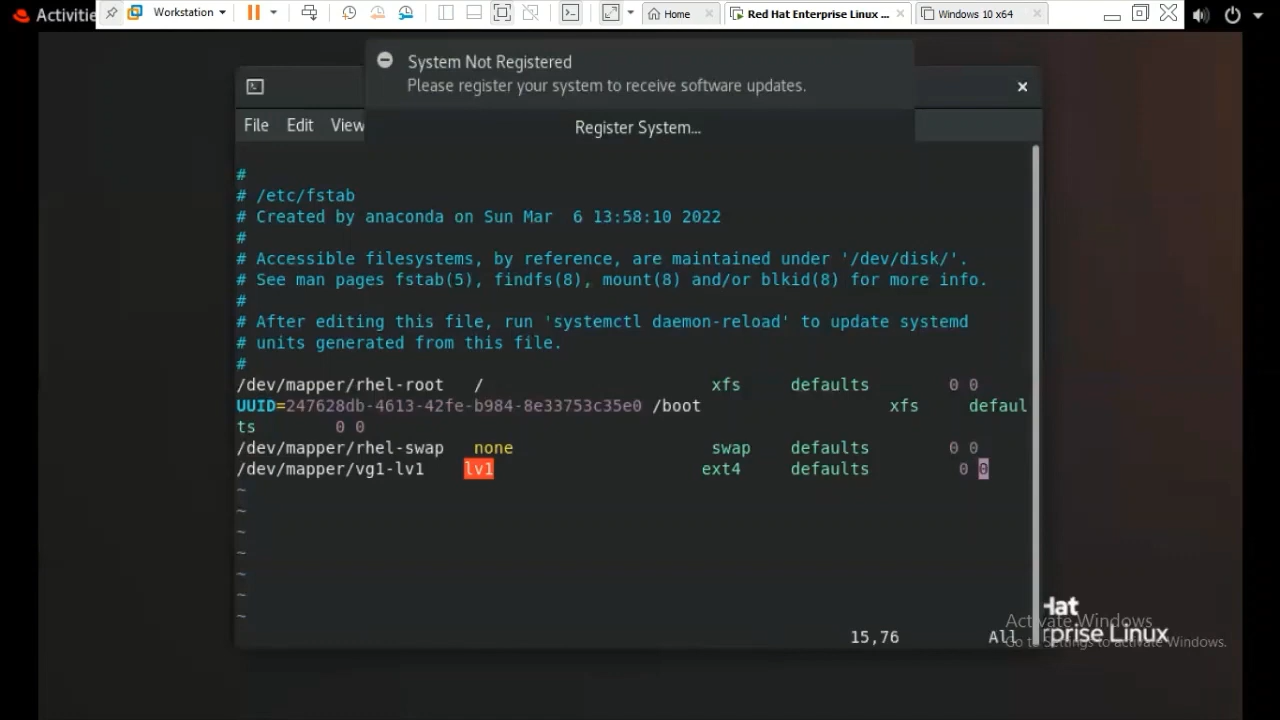 Activitie
Workstation
Home
Red Hat Enterprise Linux ...
Windows 10 x64
System Not Registered
Please register your system to receive software updates.
Register System...
File Edit View
#
# /etc/fstab
# Created by anaconda on Sun Mar  6 13:58:10 2022
#
# Accessible filesystems, by reference, are maintained under '/dev/disk/'.
# See man pages fstab(5), findfs(8), mount(8) and/or blkid(8) for more info.
#
# After editing this file, run 'systemctl daemon-reload' to update systemd
# units generated from this file.
#
/dev/mapper/rhel-root / xfs defaults 0 0
UUID=247628db-4613-42fe-b984-8e33753c35e0 /boot xfs defaul
ts 0 0
/dev/mapper/rhel-swap none swap defaults 0 0
/dev/mapper/vg1-lv1 lv1 ext4 defaults 0 0
~
~
~
~
~
~
~
15,76 All
Hat
rprise Linux
Activate Windows
Go to Settings to activate Windows.